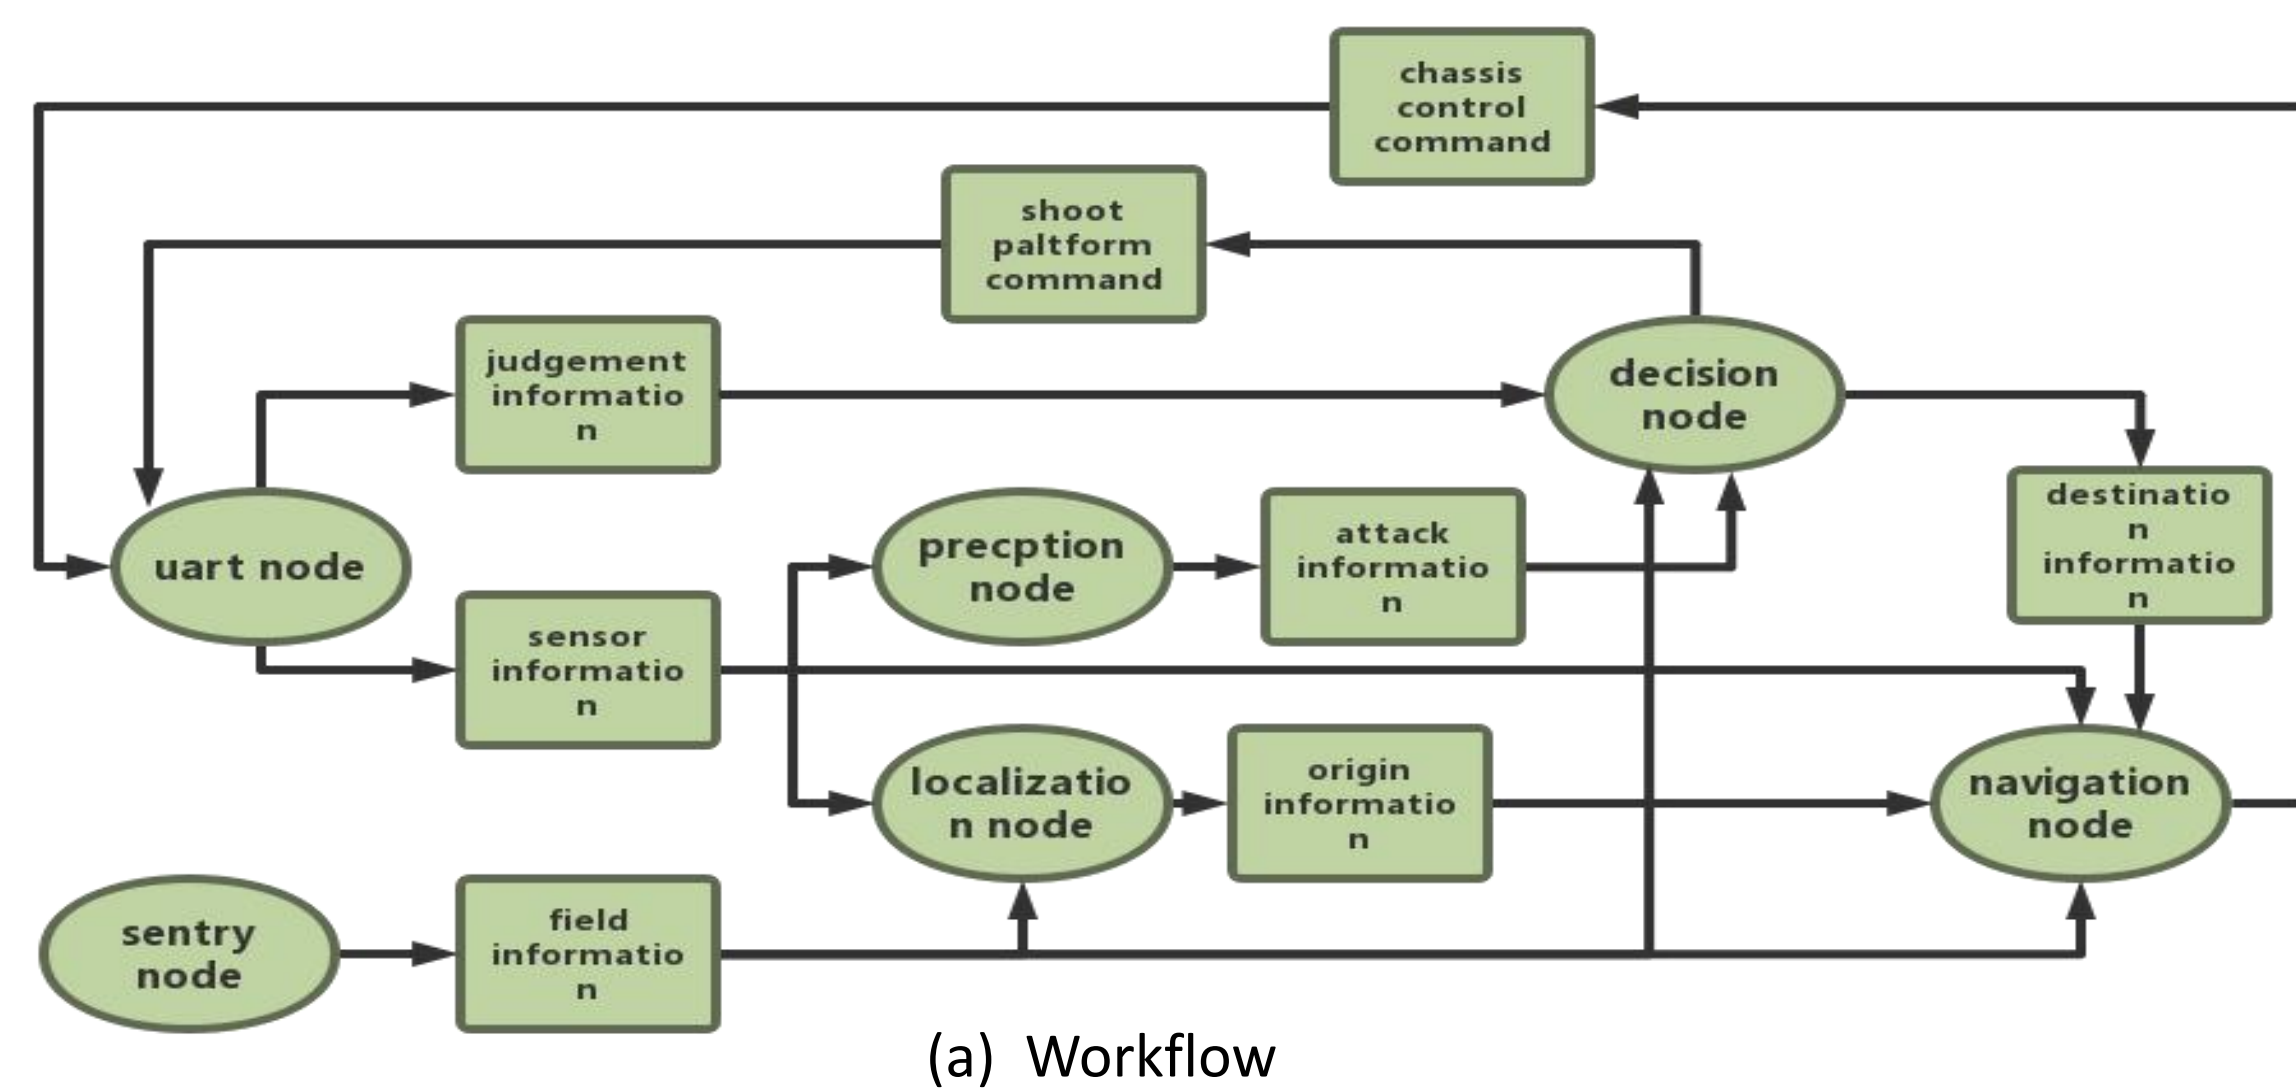 chassis
control
command
shoot
paltform
command
judgement
informatio
n
decision
node
uart node
precption
node
attack
informatio
n
destinatio
n
informatio
n
sensor
informatio
n
localizatio
n node
origin
informatio
n
navigation
node
sentry
node
field
informatio
n
(a) Workflow